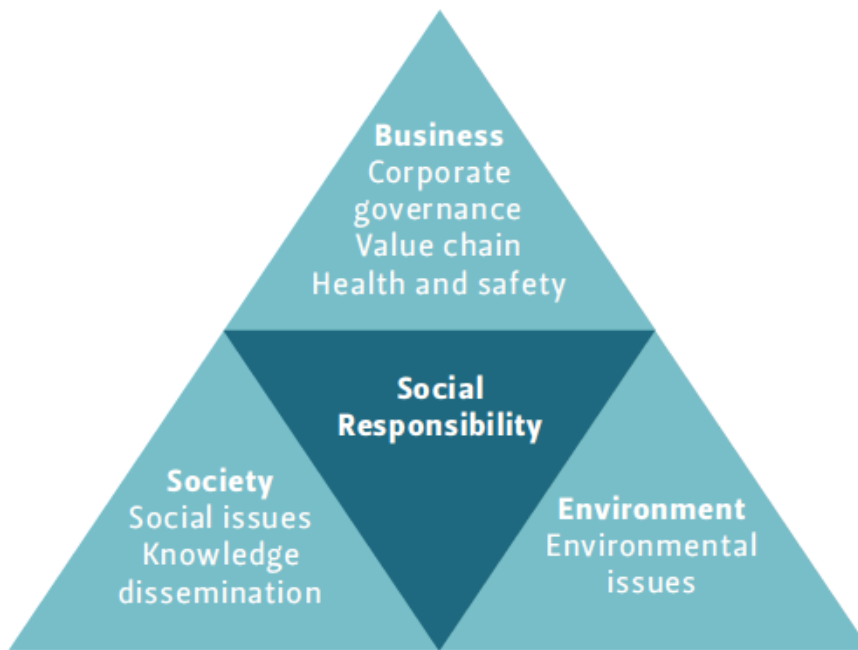 Business
Corporate
governance
Value chain
Health and safety
Social
Responsibility
Society
Social issues
Knowledge
dissemination
Environment
Environmental
issues